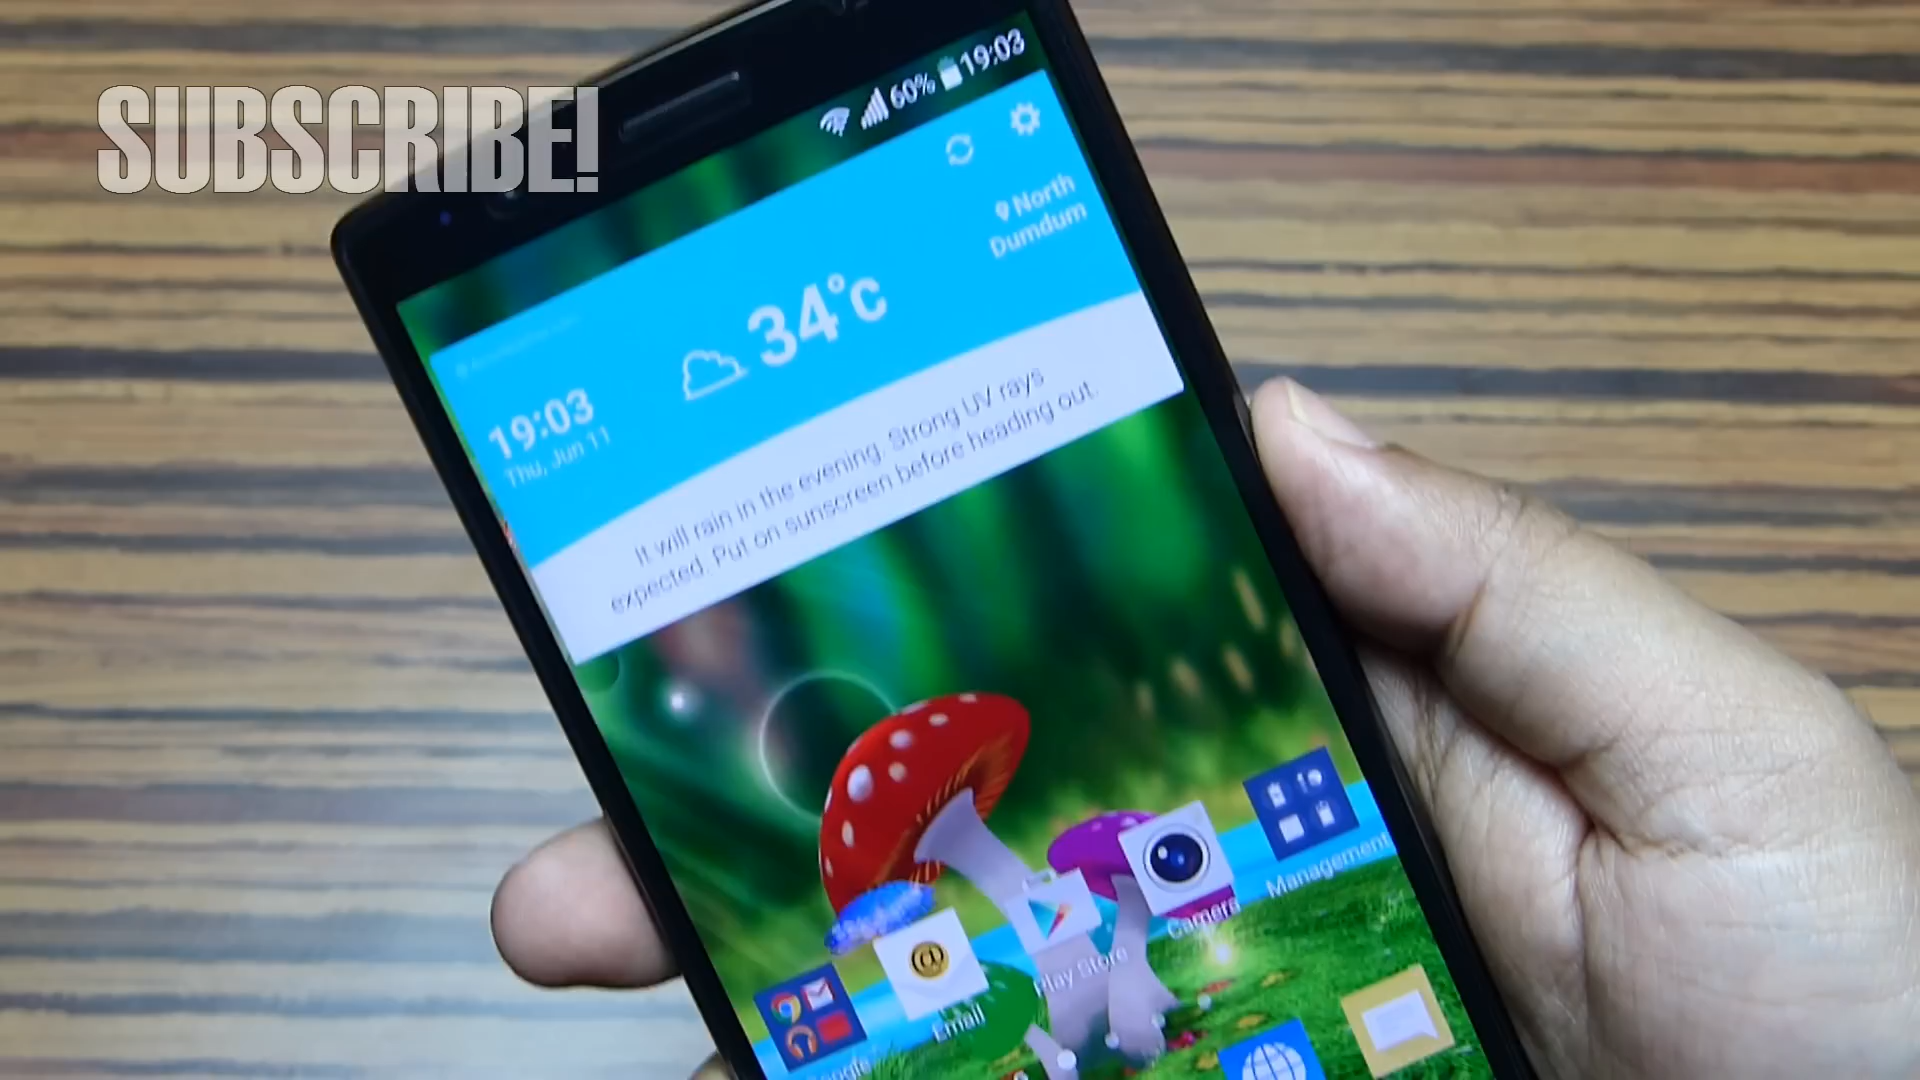 SUBSCRIBE!
60% 19:03
North
Dumdum
34°C
19:03
Thu, Jun 11
It will rain in the evening. Strong UV rays
expected. Put on sunscreen before heading out.
Management
Camera
Play Store
Email
Google
@